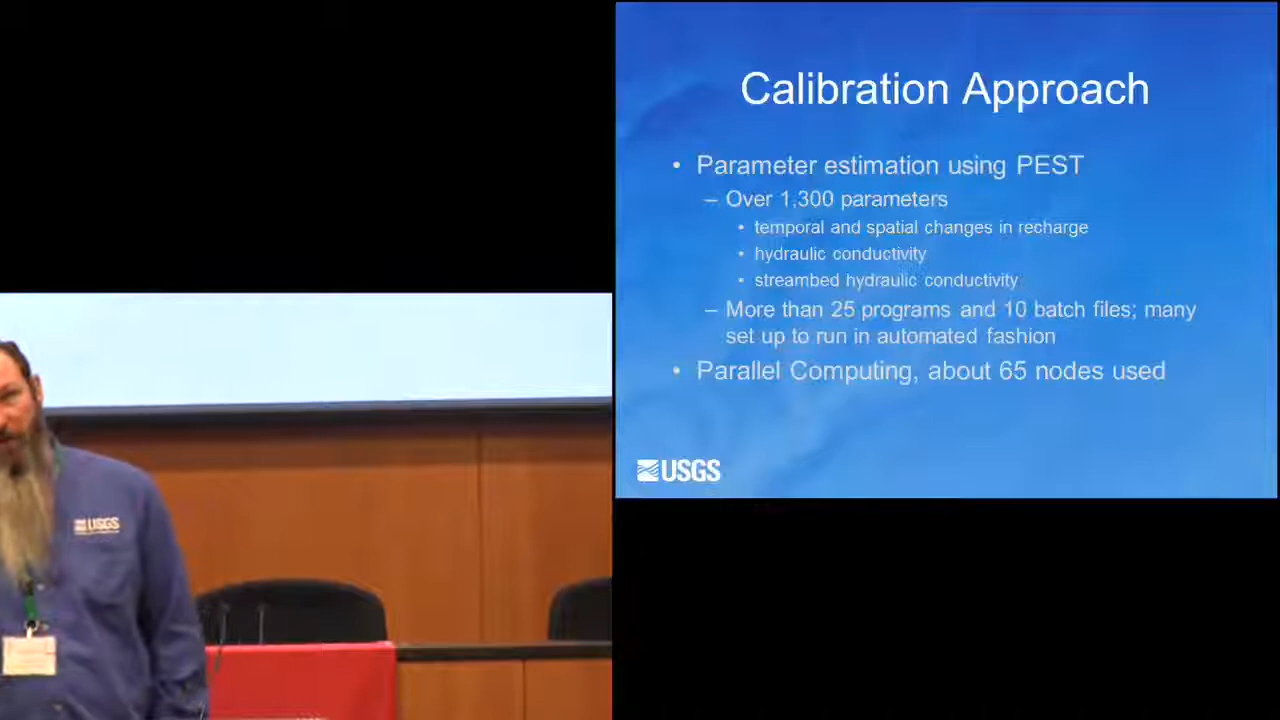 Calibration Approach
• Parameter estimation using PEST
– Over 1,300 parameters
• temporal and spatial changes in recharge
• hydraulic conductivity
• streambed hydraulic conductivity
– More than 25 programs and 10 batch files; many
set up to run in automated fashion
• Parallel Computing, about 65 nodes used
USGS
USGS